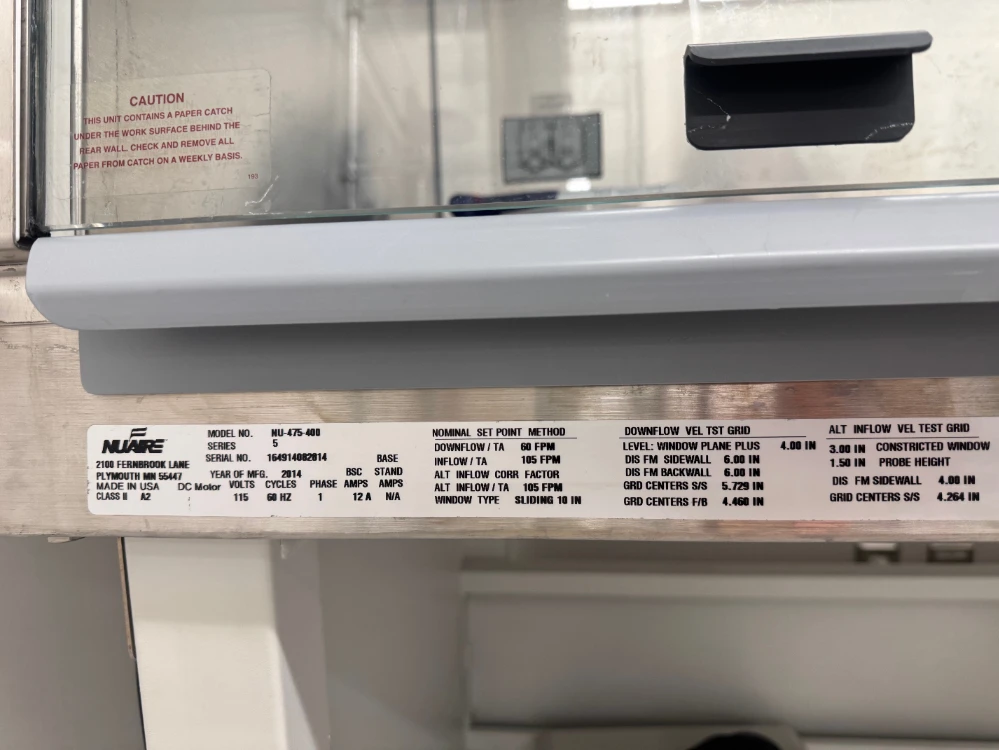 CAUTION
THIS UNIT CONTAINS A PAPER CATCH
UNDER THE WORK SURFACE BEHIND THE
REAR WALL. CHECK AND REMOVE ALL
PAPER FROM CATCH ON A WEEKLY BASIS.
193
NUAIRE
2100 FERNBROOK LANE
PLYMOUTH MN 55447
MADE IN USA
CLASS II A2
MODEL NO. NU-475-400
SERIES 5
SERIAL NO. 164914082814
YEAR OF MFG. 2014
BASE
BSC STAND
DC Motor VOLTS CYCLES PHASE AMPS AMPS
115 60 HZ 1 12 A N/A
NOMINAL SET POINT METHOD
DOWNFLOW / TA 60 FPM
INFLOW / TA 105 FPM
ALT INFLOW CORR FACTOR
ALT INFLOW / TA 105 FPM
WINDOW TYPE SLIDING 10 IN
DOWNFLOW VEL TST GRID
LEVEL: WINDOW PLANE PLUS 4.00 IN
DIS FM SIDEWALL 6.00 IN
DIS FM BACKWALL 6.00 IN
GRD CENTERS S/S 5.729 IN
GRD CENTERS F/B 4.460 IN
ALT INFLOW VEL TEST GRID
3.00 IN CONSTRICTED WINDOW
1.50 IN PROBE HEIGHT
DIS FM SIDEWALL 4.00 IN
GRID CENTERS S/S 4.264 IN